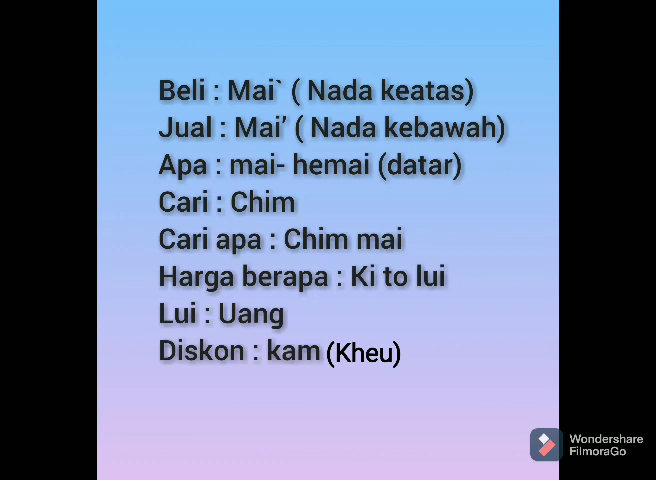 Beli : Mai` ( Nada keatas)
Jual : Mai’ ( Nada kebawah)
Apa : mai- hemai (datar)
Cari : Chim
Cari apa : Chim mai
Harga berapa : Ki to lui
Lui : Uang
Diskon : kam (Kheu)
Wondershare
FilmoraGo